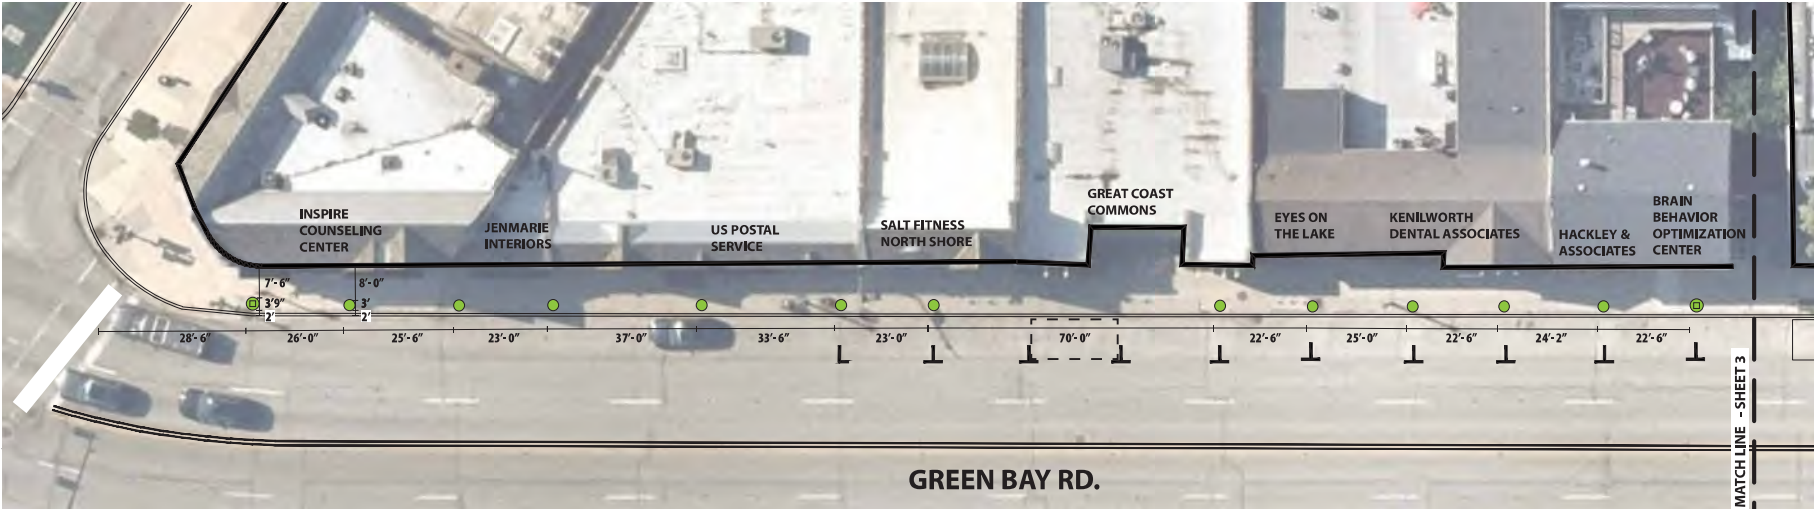 INSPIRE
COUNSELING
CENTER
JENMARIE
INTERIORS
US POSTAL
SERVICE
SALT FITNESS
NORTH SHORE
GREAT COAST
COMMONS
EYES ON
THE LAKE
KENILWORTH
DENTAL ASSOCIATES
HACKLEY &
ASSOCIATES
BRAIN
BEHAVIOR
OPTIMIZATION
CENTER
7'-6"
3'9"
2'
8'-0"
3'
2'
28'-6"
26'-0"
25'-6"
23'-0"
37'-0"
33'-6"
23'-0"
70'-0"
22'-6"
25'-0"
22'-6"
24'-2"
22'-6"
MATCH LINE - SHEET 3
GREEN BAY RD.